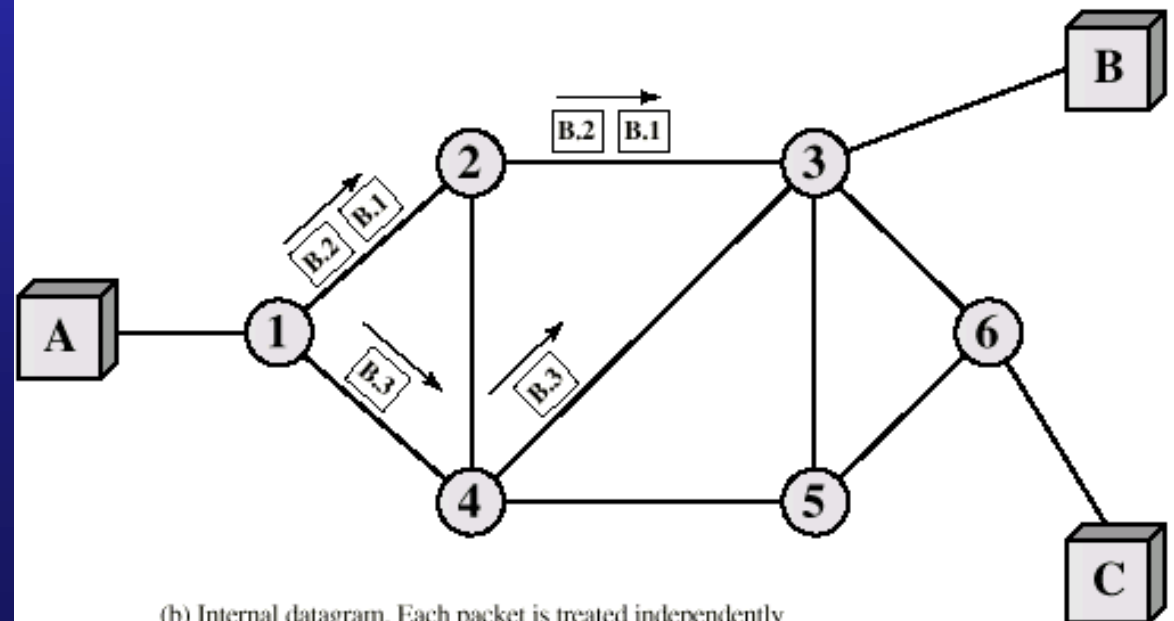 B
B.2 B.1
2
3
B.2 B.1
A
1
B.3
B.3
6
4
5
C
(b) Internal datagram. Each packet is treated independently